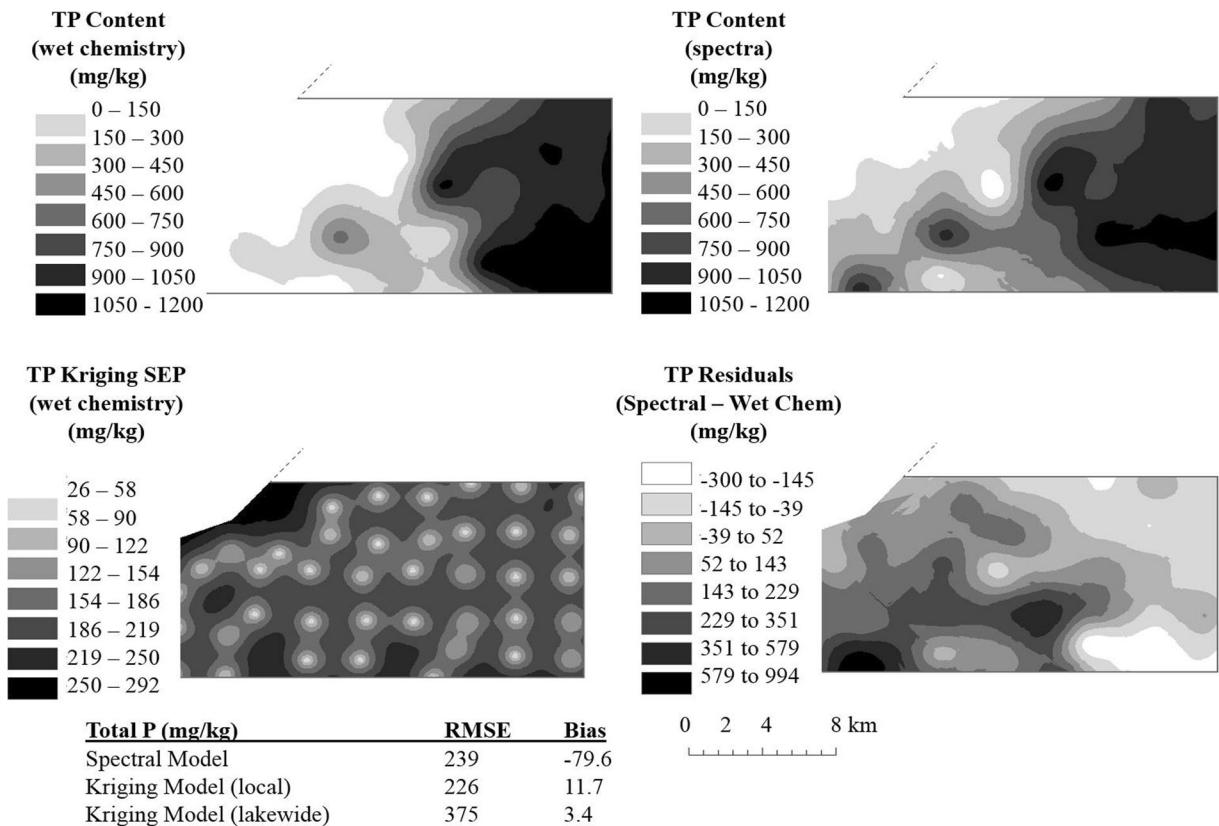 TP Content
(wet chemistry)
(mg/kg)
0 – 150
150 – 300
300 – 450
450 – 600
600 – 750
750 – 900
900 – 1050
1050 - 1200
TP Content
(spectra)
(mg/kg)
0 – 150
150 – 300
300 – 450
450 – 600
600 – 750
750 – 900
900 – 1050
1050 - 1200
TP Kriging SEP
(wet chemistry)
(mg/kg)
26 – 58
58 – 90
90 – 122
122 – 154
154 – 186
186 – 219
219 – 250
250 – 292
TP Residuals
(Spectral – Wet Chem)
(mg/kg)
-300 to -145
-145 to -39
-39 to 52
52 to 143
143 to 229
229 to 351
351 to 579
579 to 994
0 2 4 8 km
Total P (mg/kg) RMSE Bias
Spectral Model 239 -79.6
Kriging Model (local) 226 11.7
Kriging Model (lakewide) 375 3.4